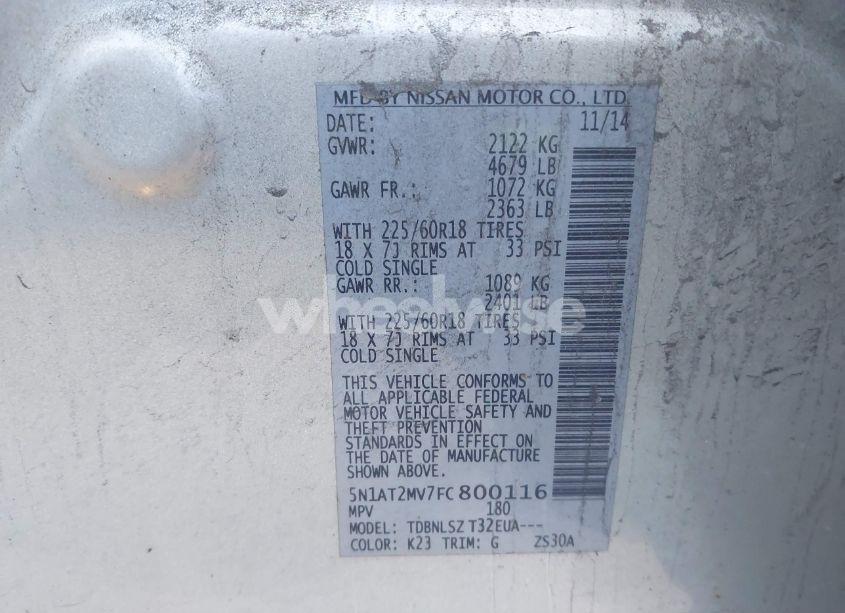 MFD BY NISSAN MOTOR CO., LTD.
DATE: 11/14
GVWR: 2122 KG
4679 LB
GAWR FR.: 1072 KG
2363 LB
WITH 225/60R18 TIRES
18 X 7J RIMS AT 33 PSI
COLD SINGLE
GAWR RR.: 1089 KG
2401 LB
wheelwise
WITH 225/60R18 TIRES
18 X 7J RIMS AT 33 PSI
COLD SINGLE
THIS VEHICLE CONFORMS TO
ALL APPLICABLE FEDERAL
MOTOR VEHICLE SAFETY AND
THEFT PREVENTION
STANDARDS IN EFFECT ON
THE DATE OF MANUFACTURE
SHOWN ABOVE.
5N1AT2MV7FC800116
MPV 180
MODEL: TDBNLSZ T32EUA---
COLOR: K23 TRIM: G ZS30A